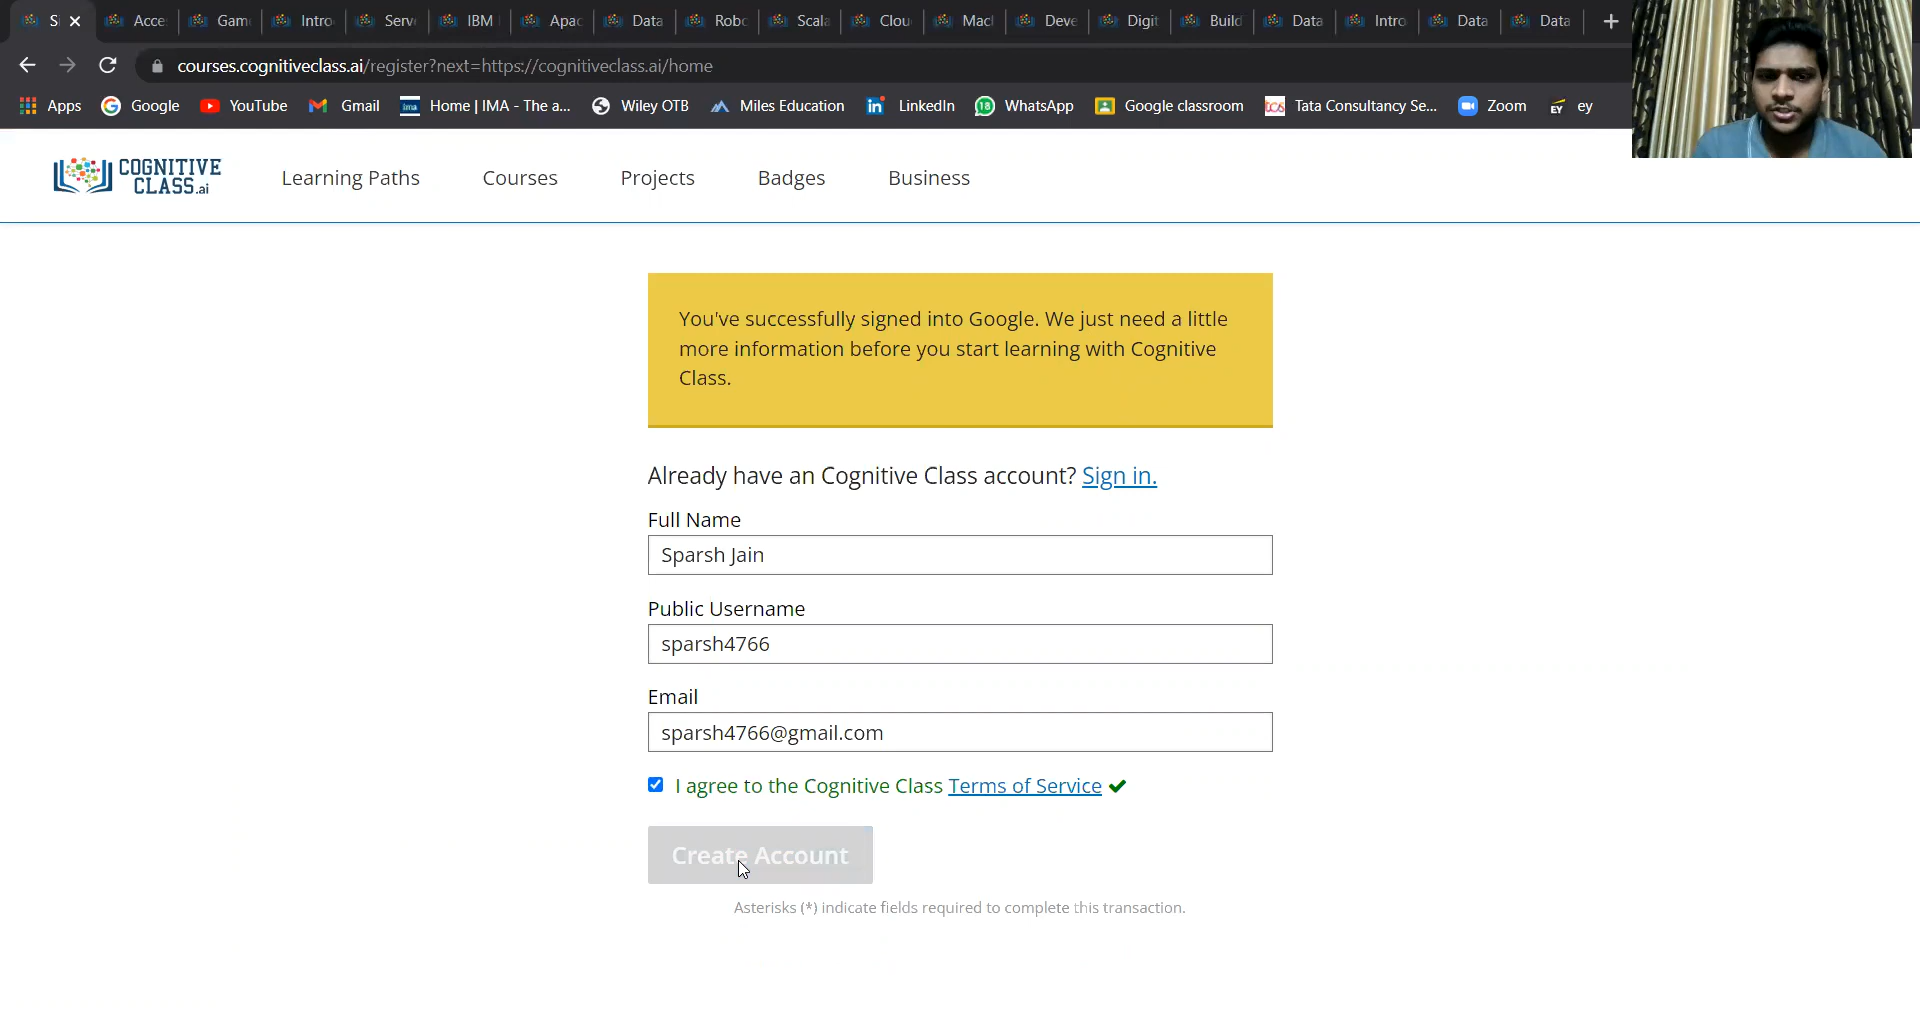 Si
Acce
Gam
Intro
Serv
IBM
Apac
Data
Robo
Scala
Clou
Mach
Deve
Digit
Build
Data
Intro
Data
Data
courses.cognitiveclass.ai/register?next=https://cognitiveclass.ai/home
Apps Google YouTube Gmail Home | IMA - The a... Wiley OTB Miles Education LinkedIn WhatsApp Google classroom Tata Consultancy Se... Zoom ey
COGNITIVE
CLASS.ai
Learning Paths Courses Projects Badges Business
You've successfully signed into Google. We just need a little
more information before you start learning with Cognitive
Class.
Already have an Cognitive Class account? Sign in.
Full Name
Sparsh Jain
Public Username
sparsh4766
Email
sparsh4766@gmail.com
I agree to the Cognitive Class Terms of Service
Create Account
Asterisks (*) indicate fields required to complete this transaction.